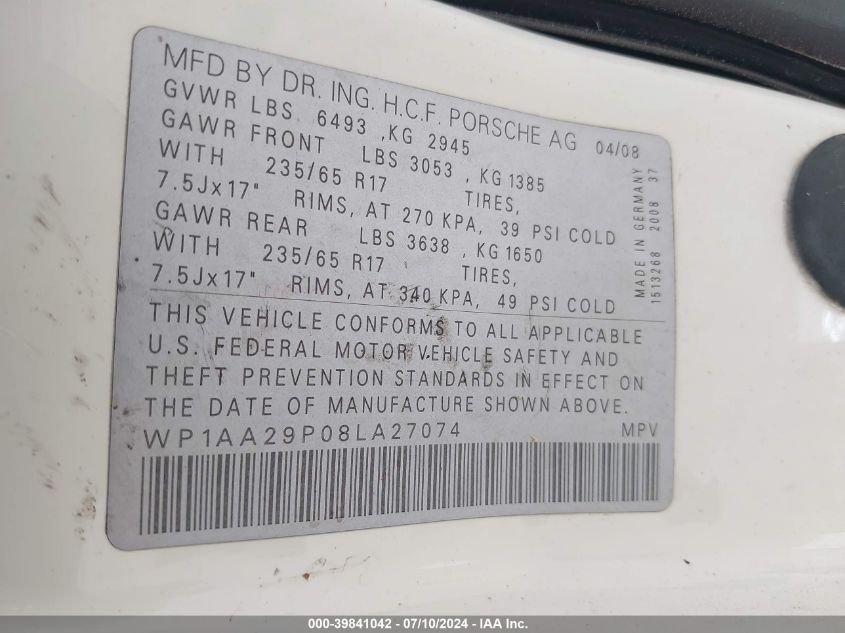 MFD BY DR. ING. H.C.F. PORSCHE AG 04/08
GVWR LBS 6493 ,KG 2945
GAWR FRONT LBS 3053 , KG 1385
WITH 235/65 R17 TIRES,
7.5Jx17" RIMS, AT 270 KPA, 39 PSI COLD
GAWR REAR LBS 3638 , KG 1650
WITH 235/65 R17 TIRES,
7.5Jx17" RIMS, AT 340 KPA, 49 PSI COLD
MADE IN GERMANY
1513268 2008 37
THIS VEHICLE CONFORMS TO ALL APPLICABLE
U.S. FEDERAL MOTOR VEHICLE SAFETY AND
THEFT PREVENTION STANDARDS IN EFFECT ON
THE DATE OF MANUFACTURE SHOWN ABOVE.
WP1AA29P08LA27074 MPV
000-39841042 - 07/10/2024 - IAA Inc.